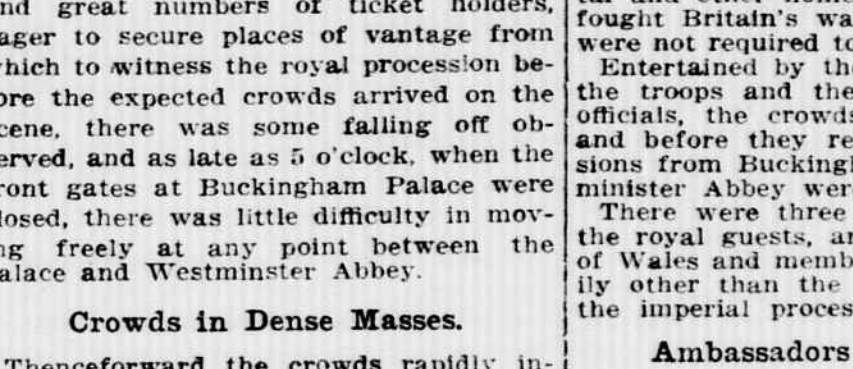 and great numbers of ticket holders,
ager to secure places of vantage from
hich to witness the royal procession be-
ore the expected crowds arrived on the
cene, there was some falling off ob-
erved, and as late as 5 o'clock, when the
ront gates at Buckingham Palace were
losed, there was little difficulty in mov-
ng freely at any point between the
alace and Westminster Abbey.
Crowds in Dense Masses.
Thenceforward the crowds rapidly in-
fought Britain's wa
were not required to
Entertained by the
the troops and the
officials, the crowds
and before they re
sions from Buckingh
minister Abbey wer
There were three
the royal guests, an
of Wales and memb
ily other than the
the imperial proces
Ambassadors